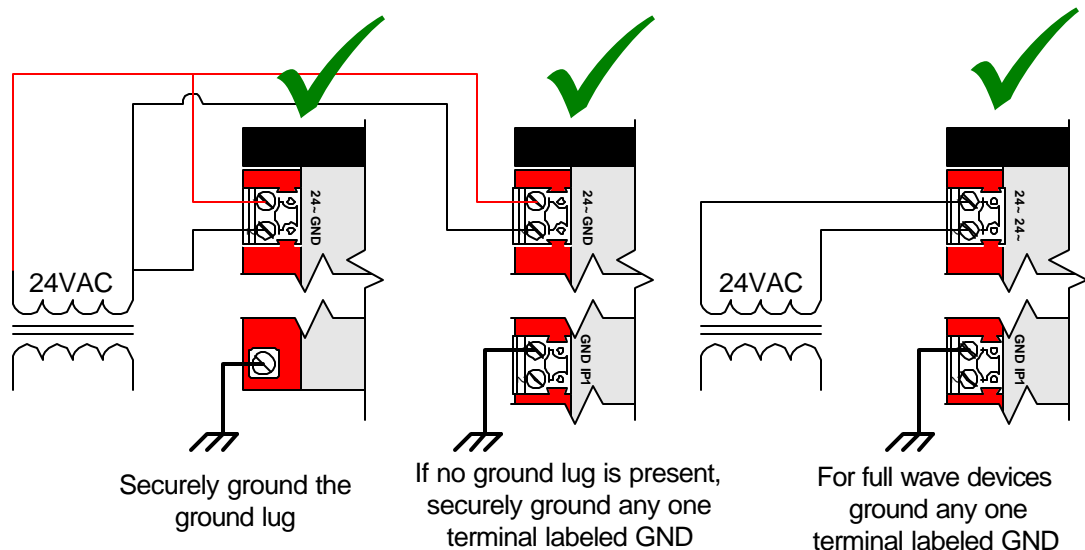 24~ GND
24~ GND
24~ 24~
24VAC
24VAC
GND IP1
GND IP1
Securely ground the
ground lug
If no ground lug is present,
securely ground any one
terminal labeled GND
For full wave devices
ground any one
terminal labeled GND